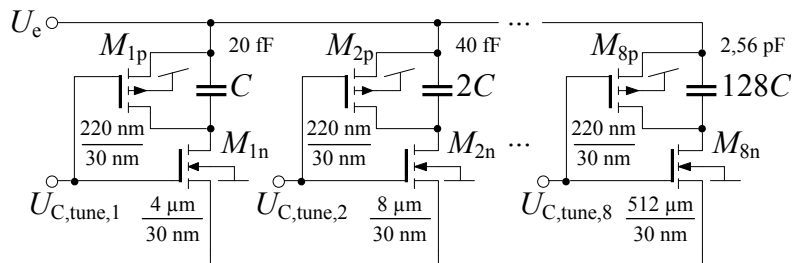 U_e
...
M_1p
20 fF
M_2p
40 fF
M_8p
2,56 pF
C
2C
128C
220 nm
30 nm
M_1n
220 nm
30 nm
M_2n
...
220 nm
30 nm
M_8n
U_C,tune,1
4 µm
30 nm
U_C,tune,2
8 µm
30 nm
U_C,tune,8
512 µm
30 nm